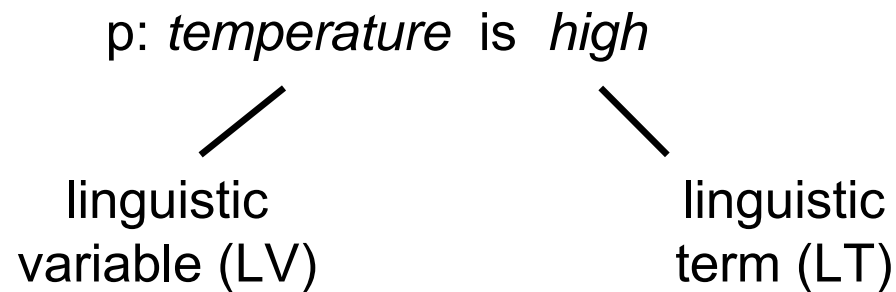 p: temperature is high
linguistic
variable (LV)
linguistic
term (LT)